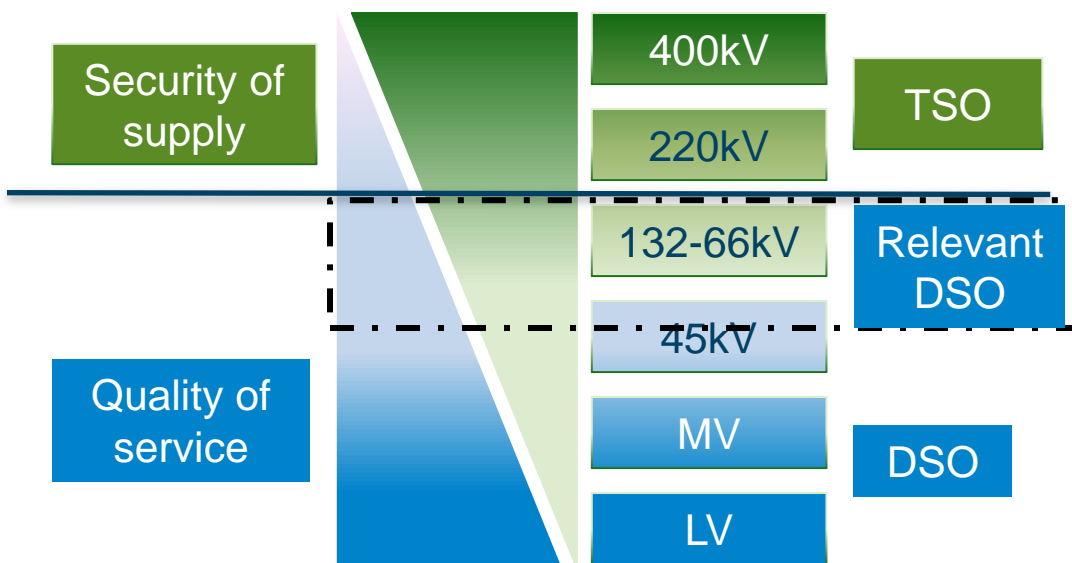 Security of
supply
400kV
TSO
220kV
132-66kV
Relevant
DSO
45kV
Quality of
service
MV
DSO
LV